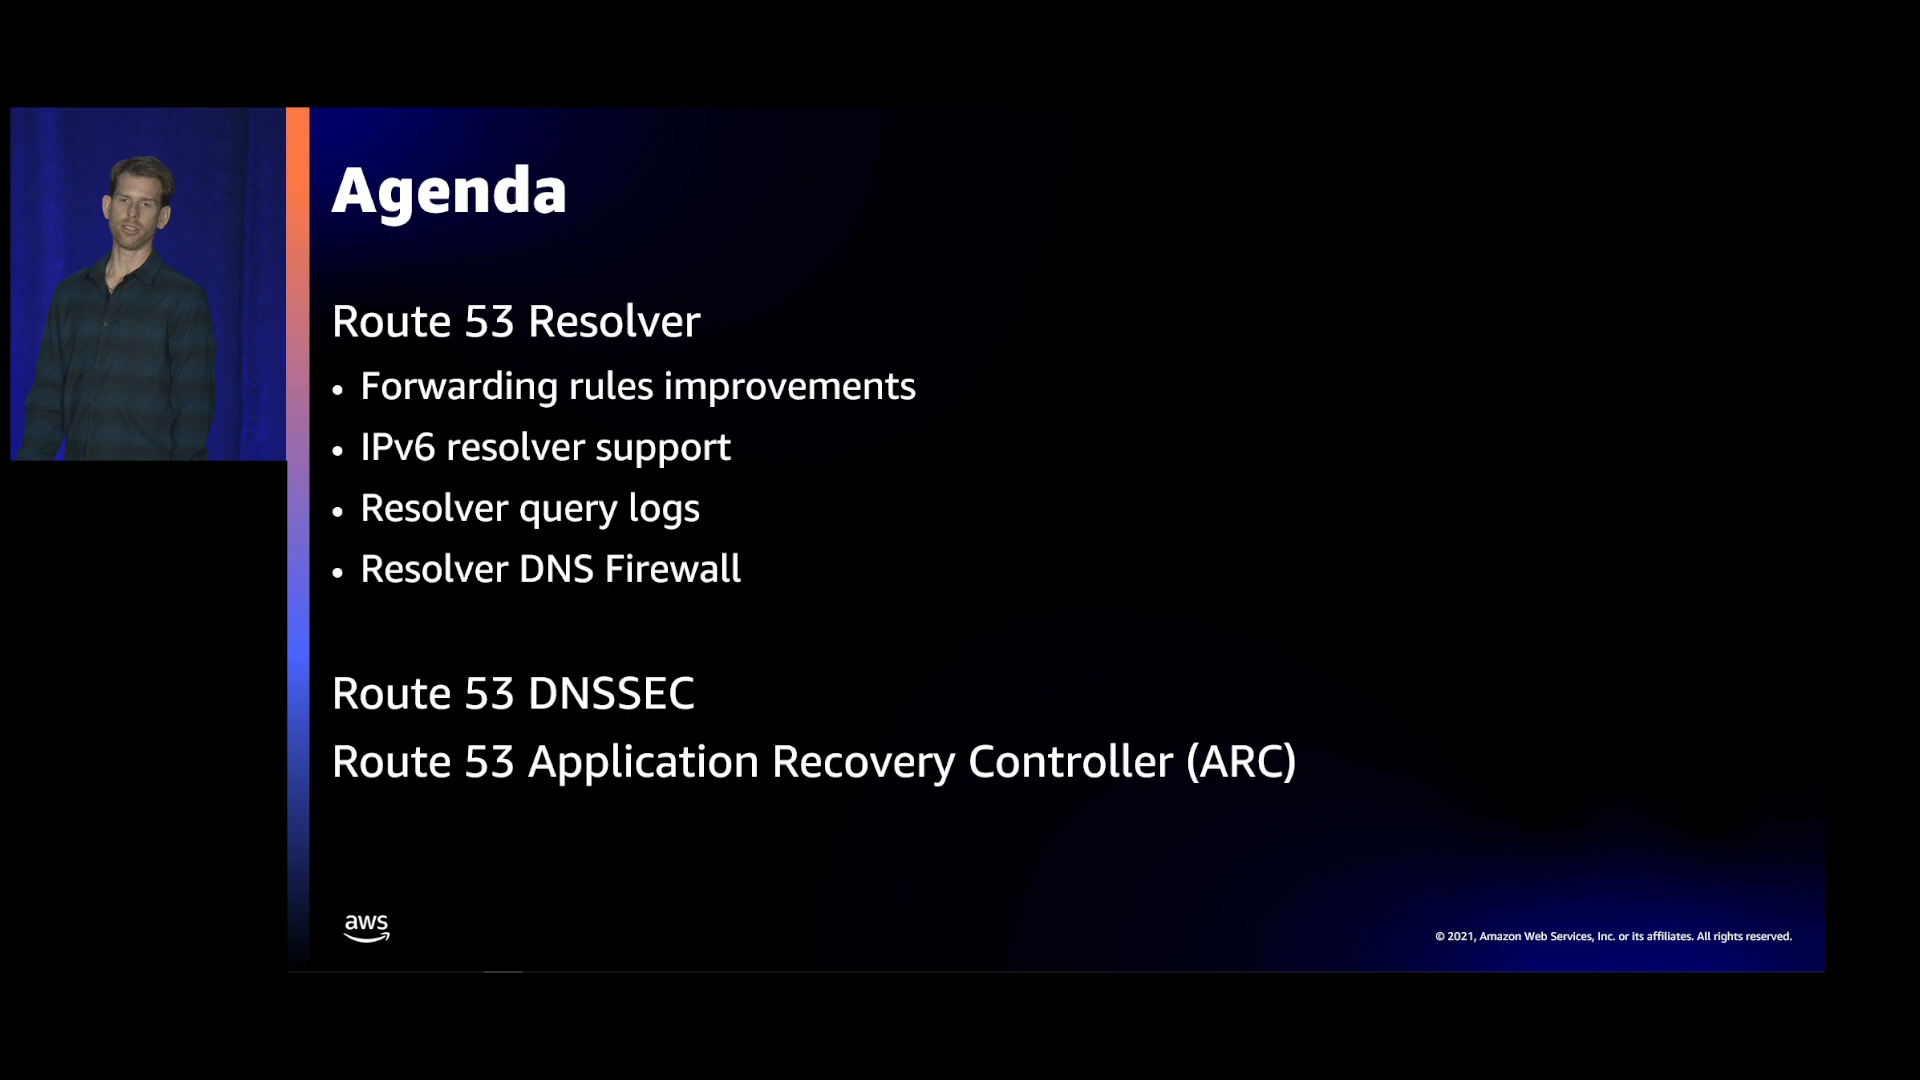 Agenda
Route 53 Resolver
• Forwarding rules improvements
• IPv6 resolver support
• Resolver query logs
• Resolver DNS Firewall
Route 53 DNSSEC
Route 53 Application Recovery Controller (ARC)
aws
© 2021, Amazon Web Services, Inc. or its affiliates. All rights reserved.